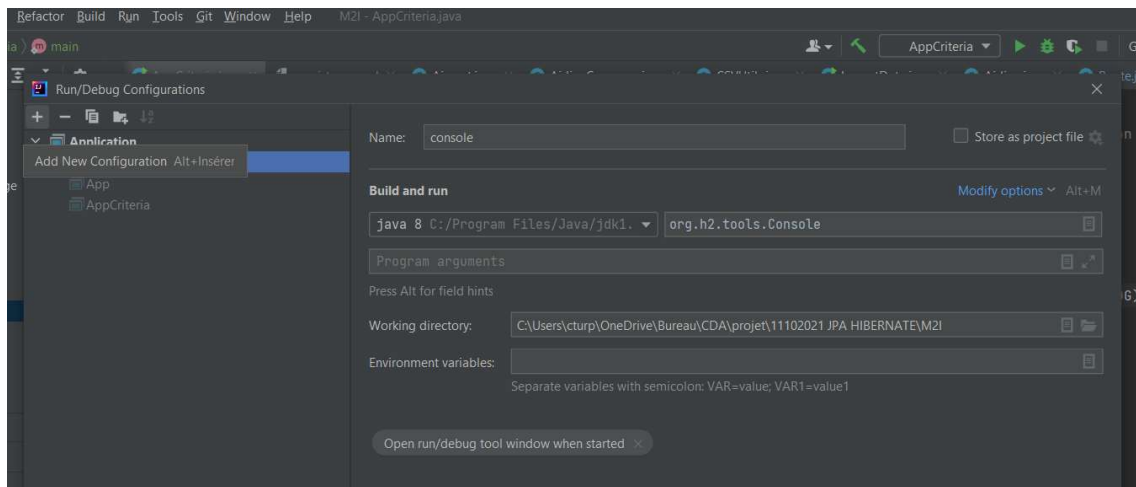 Refactor Build Run Tools Git Window Help M2I - AppCriteria.java
main
AppCriteria
Run/Debug Configurations
Application
Add New Configuration Alt+Insérer
App
AppCriteria
Name: console
Store as project file
Build and run
Modify options Alt+M
java 8 C:/Program Files/Java/jdk1.
org.h2.tools.Console
Program arguments
Press Alt for field hints
Working directory: C:\Users\cturp\OneDrive\Bureau\CDA\projet\11102021 JPA HIBERNATE\M2I
Environment variables:
Separate variables with semicolon: VAR=value; VAR1=value1
Open run/debug tool window when started